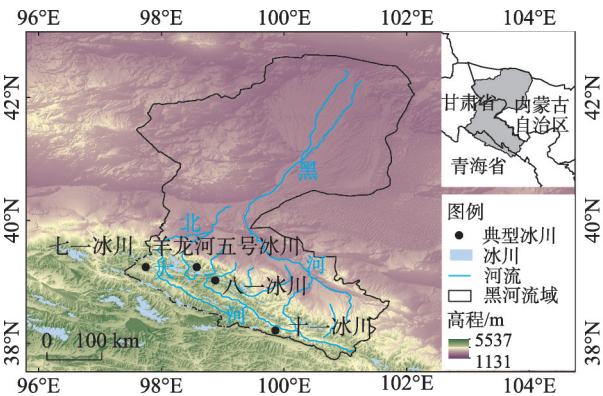 96°E 98°E 100°E 102°E 104°E
42°N
42°N
甘肃省
内蒙古
自治区
青海省
黑
40°N
40°N
北
七一冰川
羊龙河五号冰川
大
河
八一冰川
河
十一冰川
图例
典型冰川
冰川
河流
黑河流域
高程/m
5537
1131
38°N
38°N
0 100 km
96°E 98°E 100°E 102°E 104°E